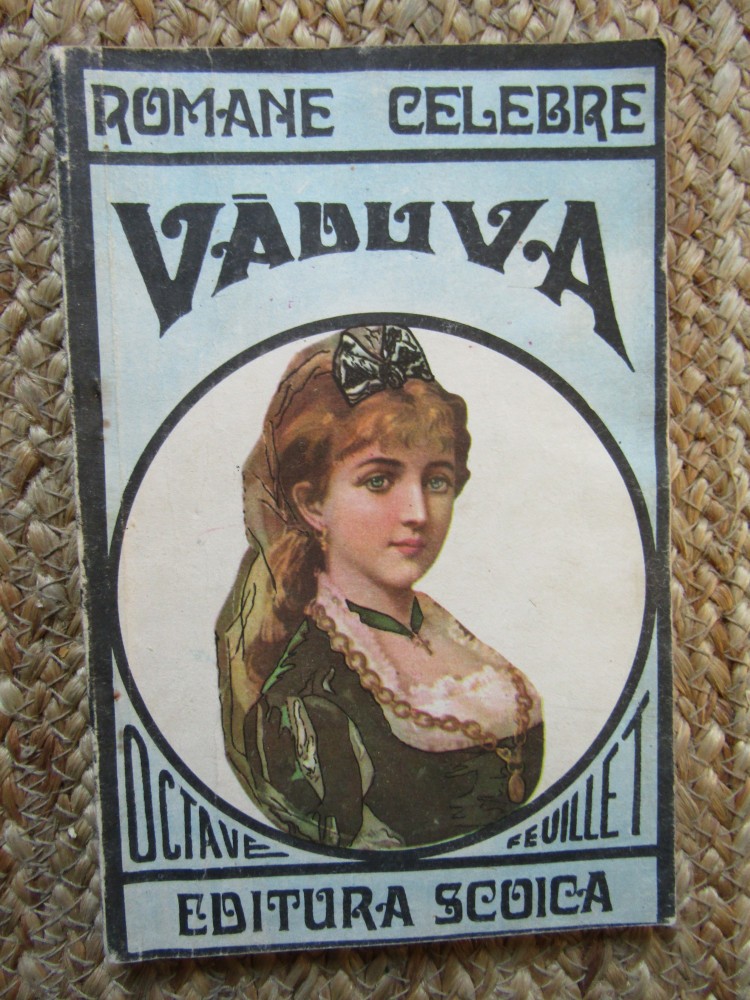 ROMANE CELEBRE
VĂDUVA
OCTAVE FEUILLET
EDITURA SCOICA